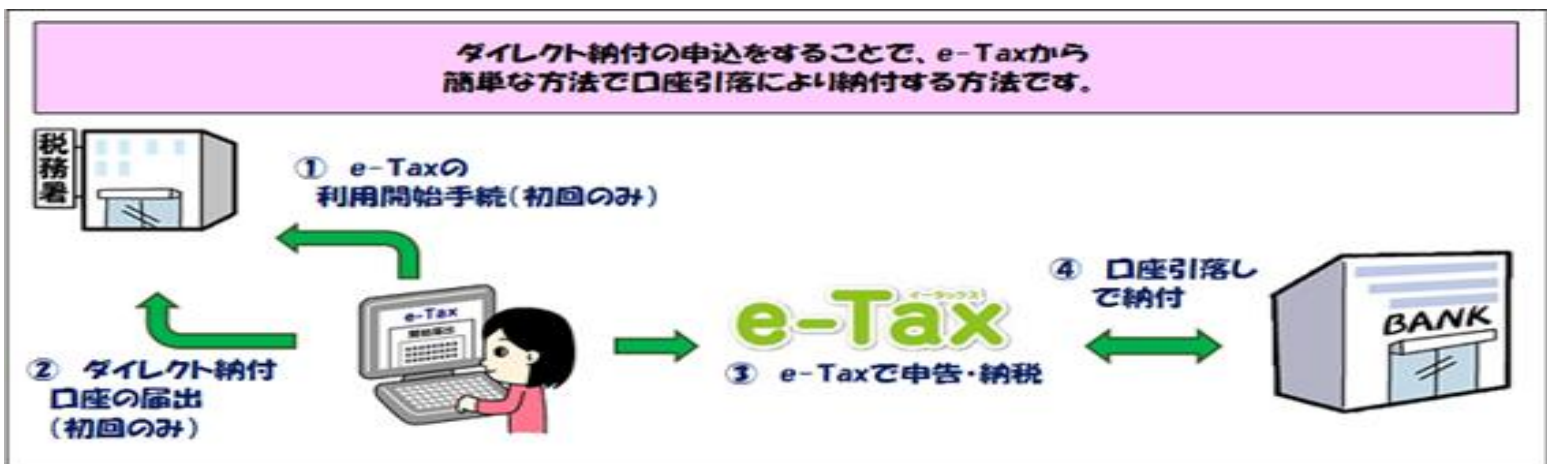 ダイレクト納付の申込をすることで、e-Taxから
簡単な方法で口座引落により納付する方法です。
税務署
① e-Taxの
利用開始手続(初回のみ)
② ダイレクト納付
口座の届出
(初回のみ)
e-Tax
開始届出
イータックス
e-Tax
③ e-Taxで申告・納税
④ 口座引落し
で納付
BANK